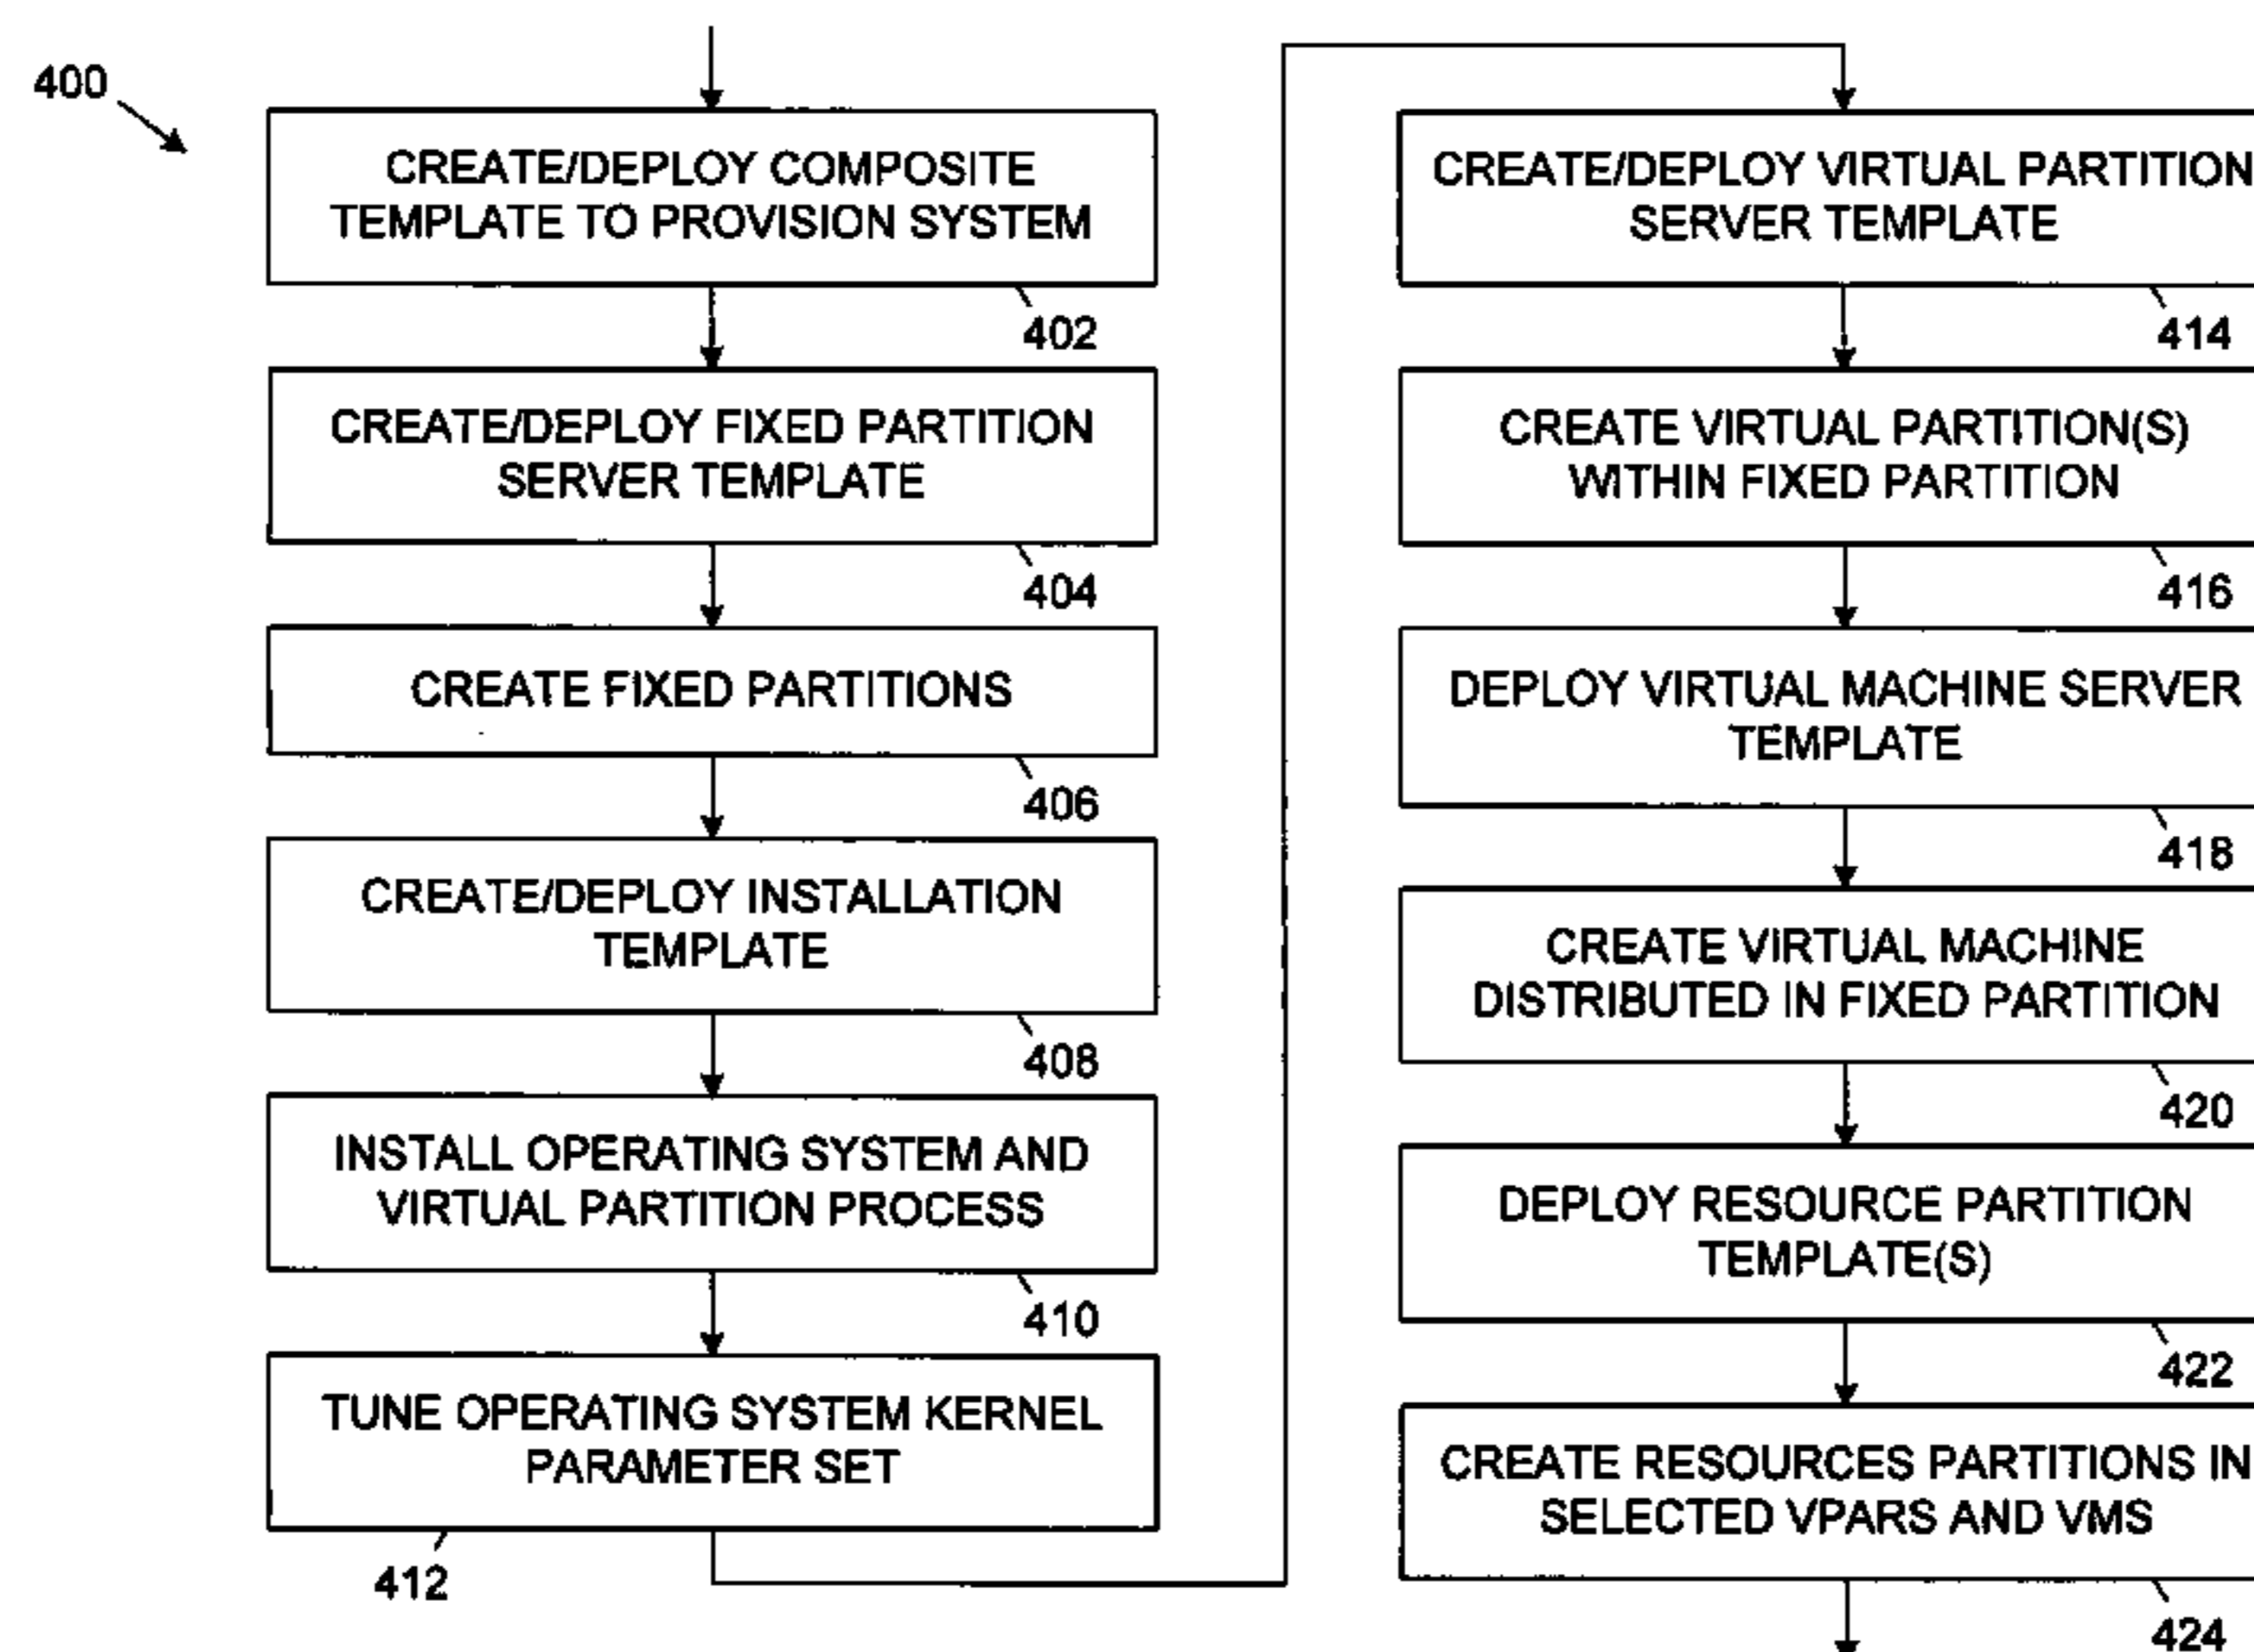 400
CREATE/DEPLOY COMPOSITE
TEMPLATE TO PROVISION SYSTEM
402
CREATE/DEPLOY FIXED PARTITION
SERVER TEMPLATE
404
CREATE FIXED PARTITIONS
406
CREATE/DEPLOY INSTALLATION
TEMPLATE
408
INSTALL OPERATING SYSTEM AND
VIRTUAL PARTITION PROCESS
410
TUNE OPERATING SYSTEM KERNEL
PARAMETER SET
412
CREATE/DEPLOY VIRTUAL PARTITION
SERVER TEMPLATE
414
CREATE VIRTUAL PARTITION(S)
WITHIN FIXED PARTITION
416
DEPLOY VIRTUAL MACHINE SERVER
TEMPLATE
418
CREATE VIRTUAL MACHINE
DISTRIBUTED IN FIXED PARTITION
420
DEPLOY RESOURCE PARTITION
TEMPLATE(S)
422
CREATE RESOURCES PARTITIONS IN
SELECTED VPARS AND VMS
424